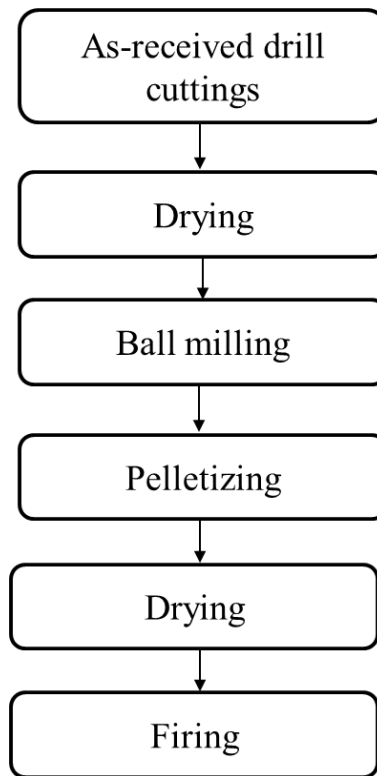 As-received drill
cuttings
Drying
Ball milling
Pelletizing
Drying
Firing